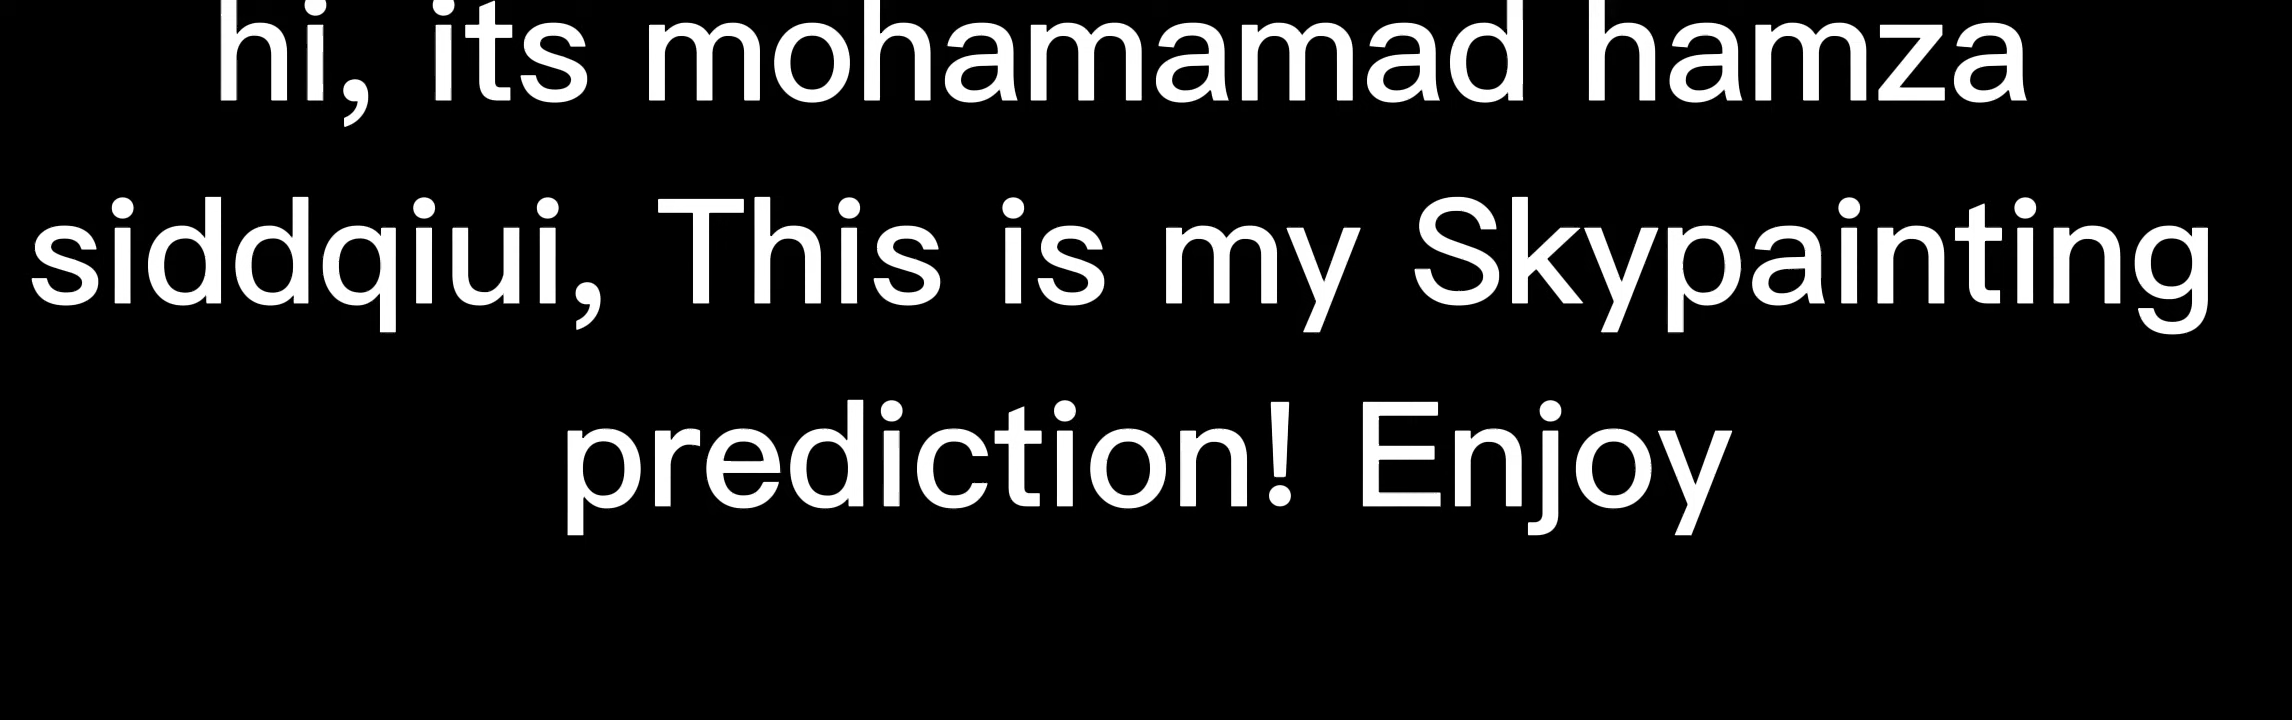 hi, its mohamamad hamza
siddqiui, This is my Skypainting
prediction! Enjoy